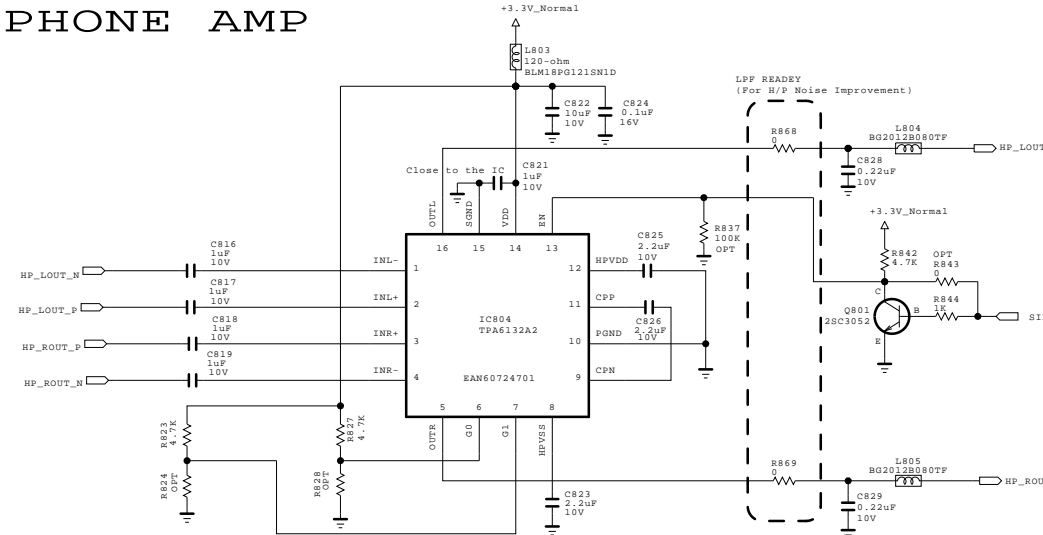 PHONE AMP
+3.3V_Normal
L803
120-ohm
BLM18PG121SN1D
C822
10uF
10V
C824
0.1uF
16V
LPF READEY
(For H/P Noise Improvement)
R868
0
L804
BG2012B080TF
HP_LOUT
C828
0.22uF
10V
Close to the IC
C821
1uF
10V
OUTL
SGND
VDD
EN
16
15
14
13
R837
100K
OPT
+3.3V_Normal
R842
4.7K
OPT
R843
0
R844
1K
Q801
2SC3052
C
B
E
SI
C816
1uF
10V
HP_LOUT_N
INL-
1
C817
1uF
10V
HP_LOUT_P
INL+
2
C818
1uF
10V
HP_ROUT_P
INR+
3
C819
1uF
10V
HP_ROUT_N
INR-
4
IC804
TPA6132A2
EAN60724701
12
HPVDD
C825
2.2uF
10V
11
CPP
C826
2.2uF
10V
10
PGND
9
CPN
5
6
7
8
OUTR
G0
G1
HPVSS
R823
4.7K
R824
OPT
R827
4.7K
R828
OPT
C823
2.2uF
10V
R869
0
L805
BG2012B080TF
HP_ROU
C829
0.22uF
10V